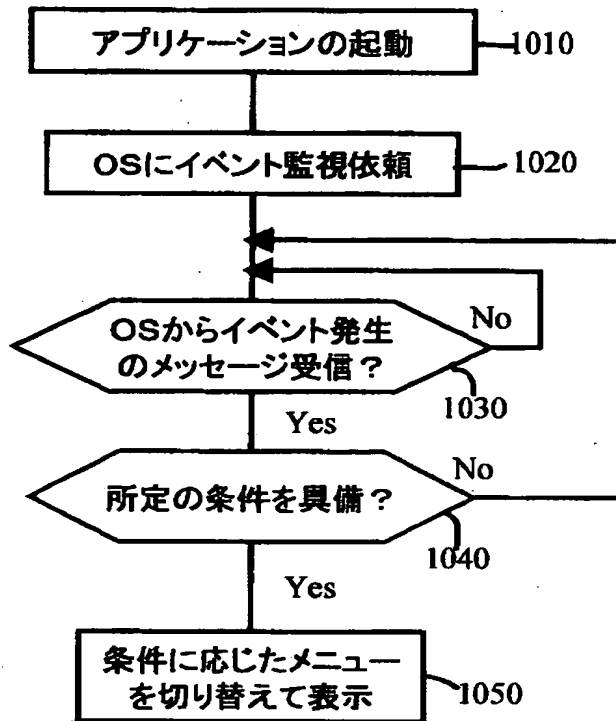 アプリケーションの起動
1010
OSにイベント監視依頼
1020
OSからイベント発生
のメッセージ受信？
No
1030
Yes
所定の条件を具備？
No
1040
Yes
条件に応じたメニュー
を切り替えて表示
1050